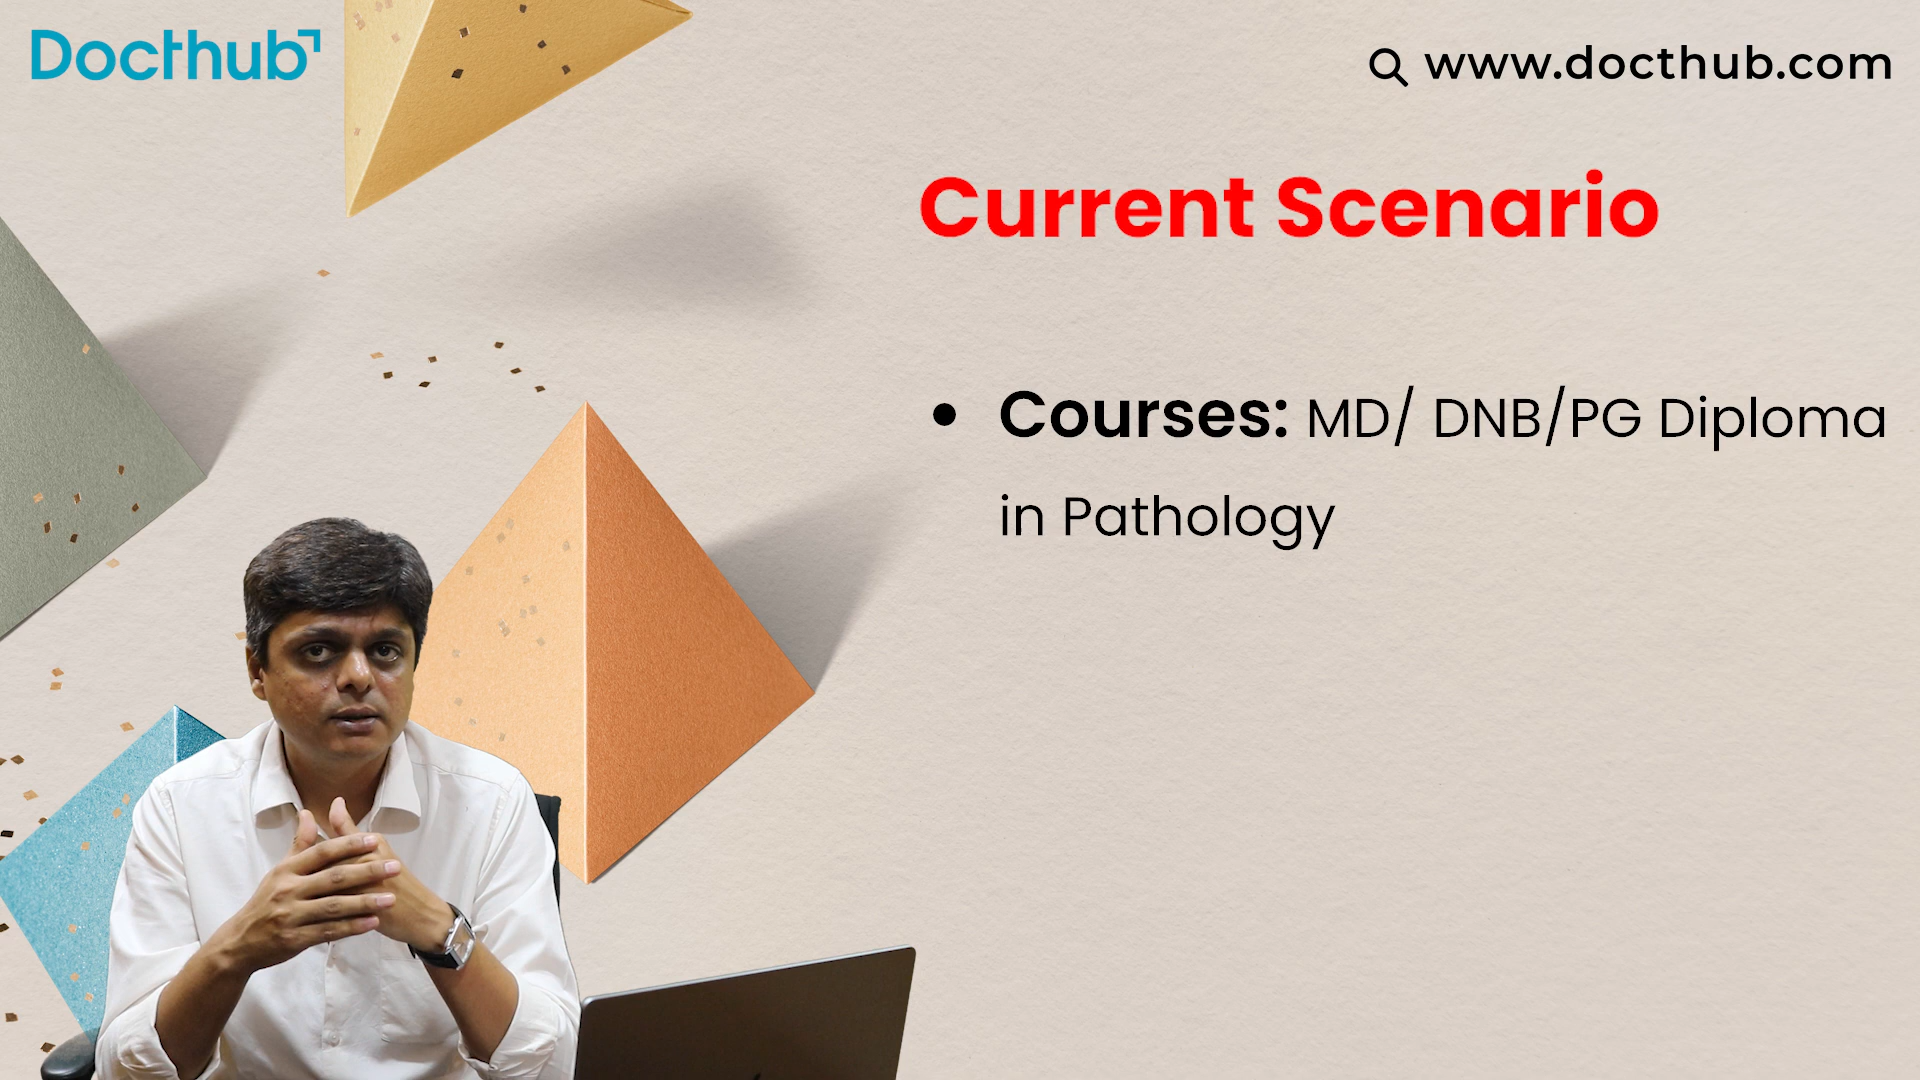 Docthub
www.docthub.com
Current Scenario
• Courses: MD/ DNB/PG Diploma
in Pathology